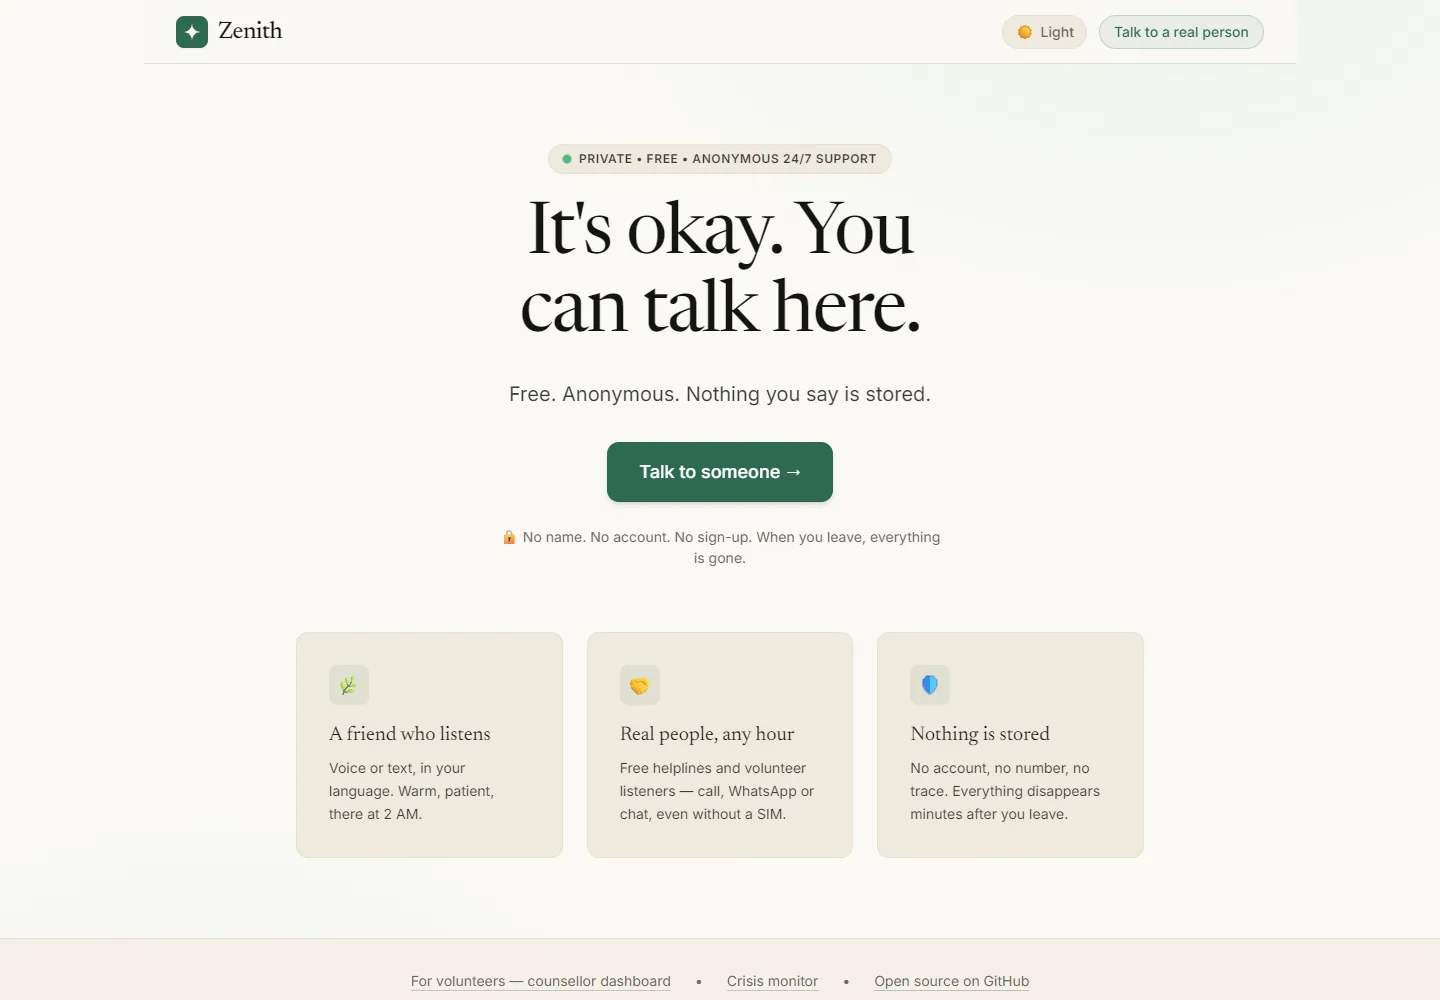 Zenith
Light
Talk to a real person
PRIVATE • FREE • ANONYMOUS 24/7 SUPPORT
It's okay. You
can talk here.
Free. Anonymous. Nothing you say is stored.
Talk to someone →
No name. No account. No sign-up. When you leave, everything
is gone.
A friend who listens
Voice or text, in your
language. Warm, patient,
there at 2 AM.
Real people, any hour
Free helplines and volunteer
listeners — call, WhatsApp or
chat, even without a SIM.
Nothing is stored
No account, no number, no
trace. Everything disappears
minutes after you leave.
For volunteers — counsellor dashboard • Crisis monitor • Open source on GitHub